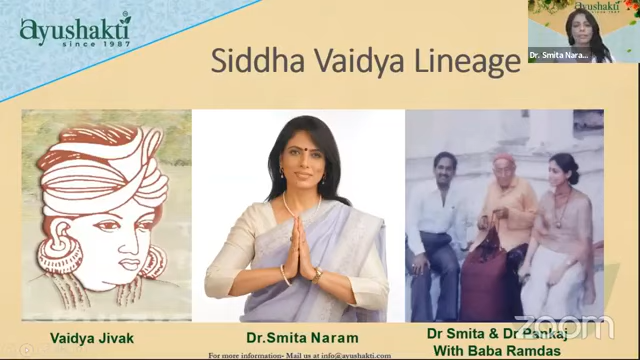 Ayushakti
since 1987
Siddha Vaidya Lineage
Ayushakti
Dr. Smita Nara...
Vaidya Jivak
Dr.Smita Naram
Dr Smita & Dr Pankaj
With Baba Ramdas
zoom
For more information- Mail us at info@ayushakti.com